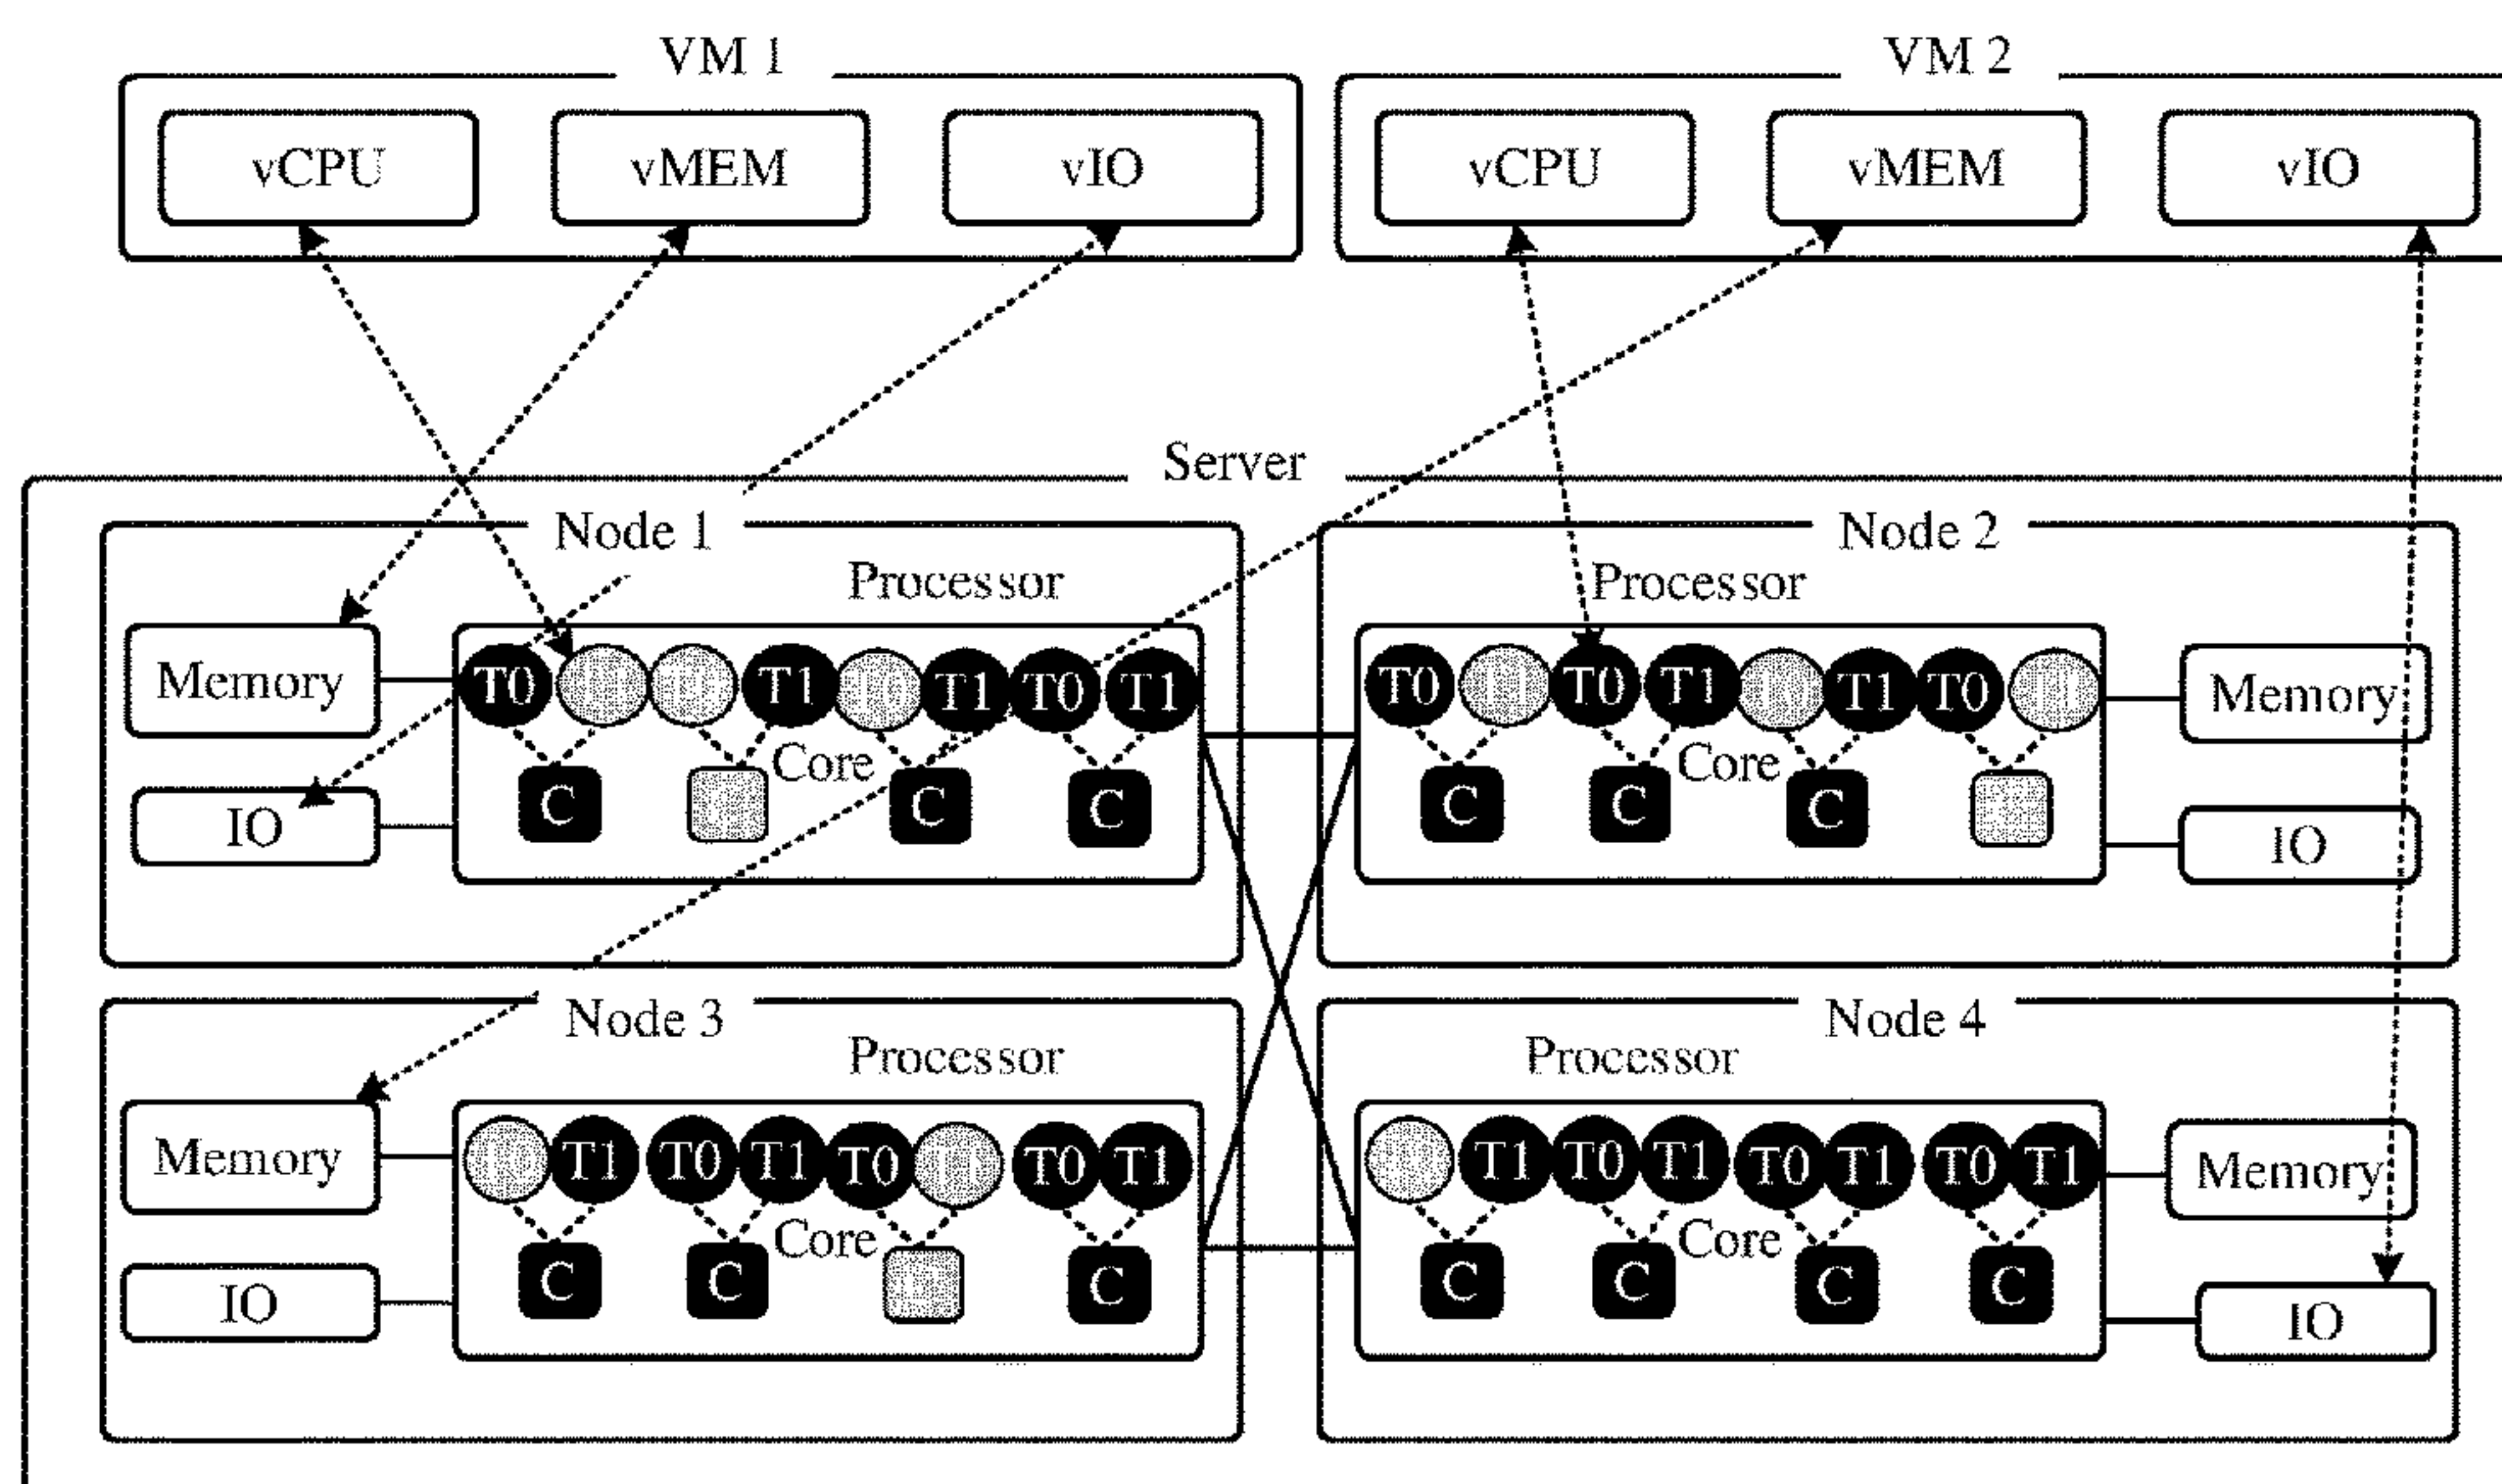 VM 1 VM 2
vCPU vMEM vIO vCPU vMEM vIO
Server
Node 1 Node 2
Processor Processor
Memory T0 T1 T1 T0 T1 T0 T0 T1 T1 T0 Memory
Core Core
IO C C C C C C IO
Node 3 Node 4
Processor Processor
Memory T1 T0 T1 T0 T0 T1 T1 T0 T1 T0 T1 T0 T1 Memory
Core Core
IO C C C C C C C IO